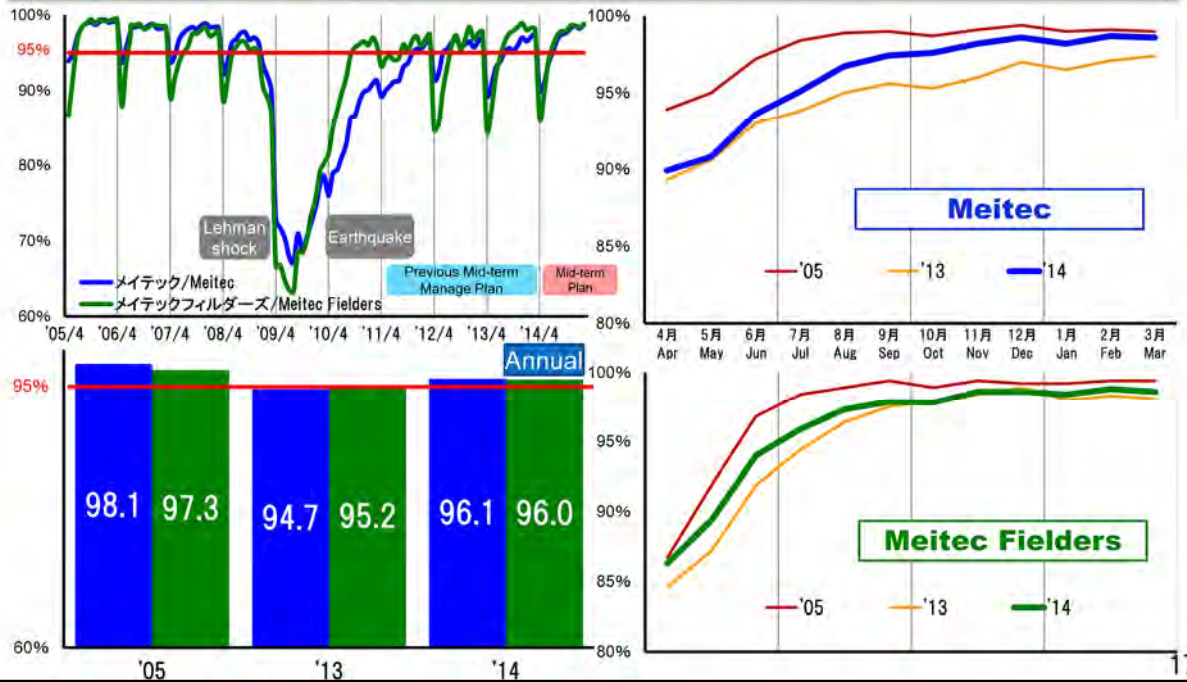 100%
95%
90%
80%
70%
60%
Lehman
shock
Earthquake
Previous Mid-term
Manage Plan
Mid-term
Plan
メイテック/Meitec
メイテックフィルダーズ/Meitec Fielders
'05/4 '06/4 '07/4 '08/4 '09/4 '10/4 '11/4 '12/4 '13/4 '14/4
100%
95%
90%
85%
80%
Meitec
'05 '13 '14
4月 5月 6月 7月 8月 9月 10月 11月 12月 1月 2月 3月
Apr May Jun Jul Aug Sep Oct Nov Dec Jan Feb Mar
Annual
95%
60%
98.1 97.3 94.7 95.2 96.1 96.0
'05 '13 '14
100%
95%
90%
85%
80%
Meitec Fielders
'05 '13 '14